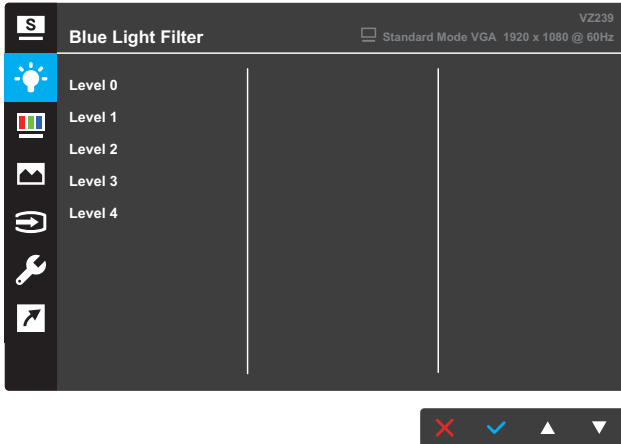 S
VZ239
Blue Light Filter
Standard Mode VGA 1920 x 1080 @ 60Hz
Level 0
Level 1
Level 2
Level 3
Level 4